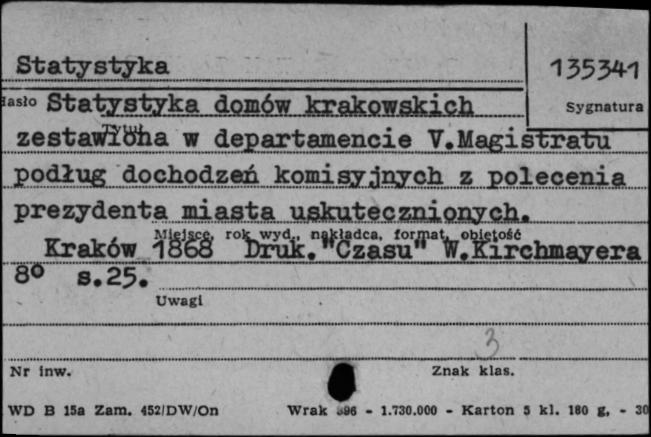 Statystyka
135341
Hasło Statystyka domów krakowskich
Sygnatura
Tytuł
zestawiona w departamencie V.Magistratu
podług dochodzeń komisyjnych z polecenia
prezydenta miasta uskutecznionych.
Miejsce, rok wyd., nakładca, format, objętość
Kraków 1868 Druk."Czasu" W.Kirchmayera
8º s.25.
Uwagi
3
Nr inw.
Znak klas.
WD B 15a Zam. 452/DW/On Wrak - 1.730.000 - Karton 5 kl. 180 g. - 30